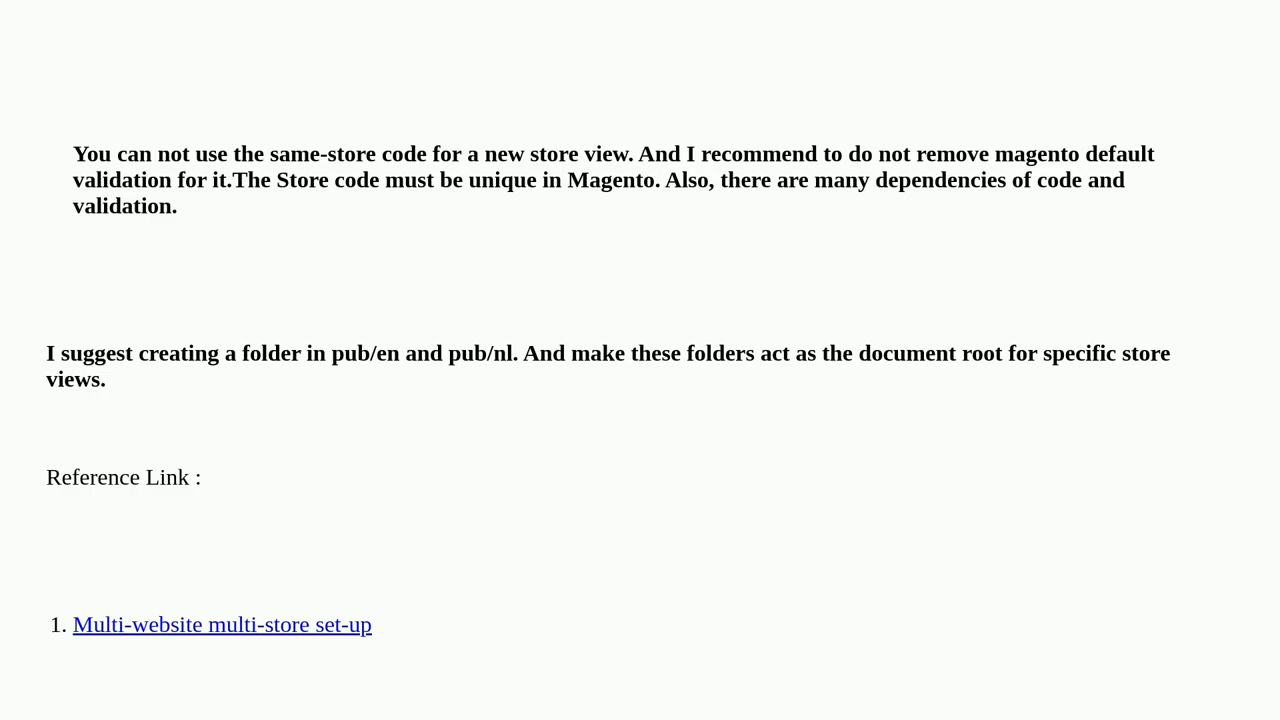 You can not use the same-store code for a new store view. And I recommend to do not remove magento default
validation for it.The Store code must be unique in Magento. Also, there are many dependencies of code and
validation.
I suggest creating a folder in pub/en and pub/nl. And make these folders act as the document root for specific store
views.
Reference Link :
1. Multi-website multi-store set-up